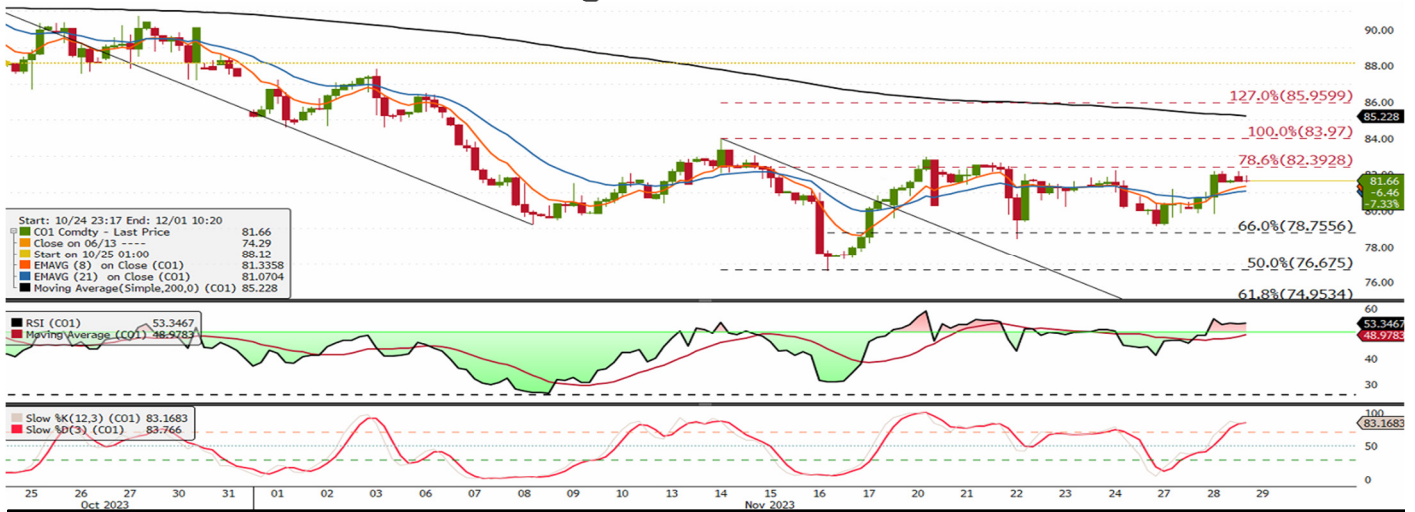 90.00
88.00
127.0%(85.9599)
86.00
85.228
100.0%(83.97)
84.00
78.6%(82.3928)
81.66
-6.46
-7.33%
80.00
66.0%(78.7556)
78.00
50.0%(76.675)
76.00
61.8%(74.9534)
Start: 10/24 23:17 End: 12/01 10:20
CO1 Comdty - Last Price 81.66
Close on 06/13 ---- 74.29
Start on 10/25 01:00 88.12
EMAVG (8) on Close (CO1) 81.3358
EMAVG (21) on Close (CO1) 81.0704
Moving Average(Simple,200,0) (CO1) 85.228
60
RSI (CO1) 53.3467
Moving Average (CO1) 48.9783
53.3467
48.9783
40
30
Slow %K(12,3) (CO1) 83.1683
Slow %D(3) (CO1) 83.766
100
83.1683
50
0
25 26 27 30 31 01 02 03 06 07 08 09 10 13 14 15 16 17 20 21 22 23 24 27 28 29
Oct 2023 Nov 2023